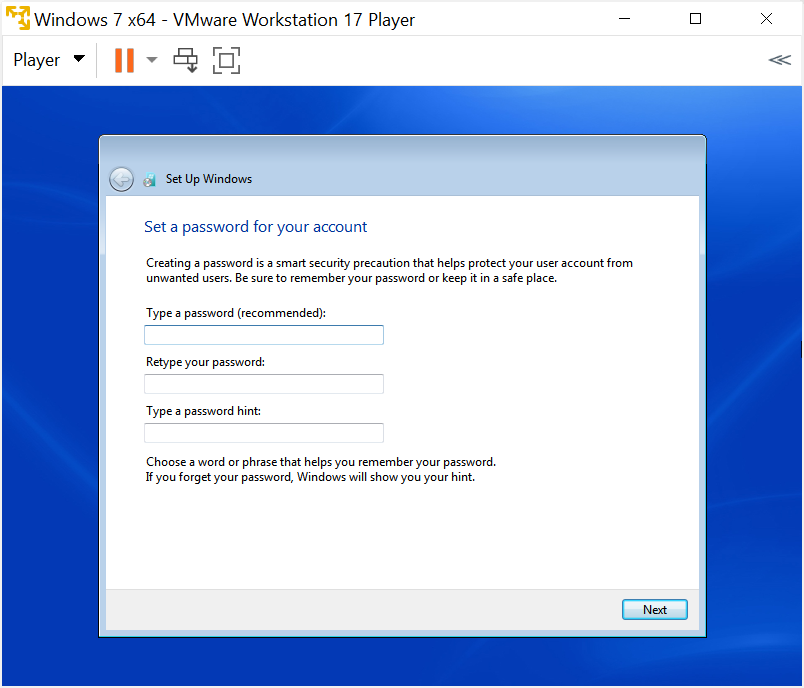 Windows 7 x64 - VMware Workstation 17 Player
Player
Set Up Windows
Set a password for your account
Creating a password is a smart security precaution that helps protect your user account from
unwanted users. Be sure to remember your password or keep it in a safe place.
Type a password (recommended):
Retype your password:
Type a password hint:
Choose a word or phrase that helps you remember your password.
If you forget your password, Windows will show you your hint.
Next